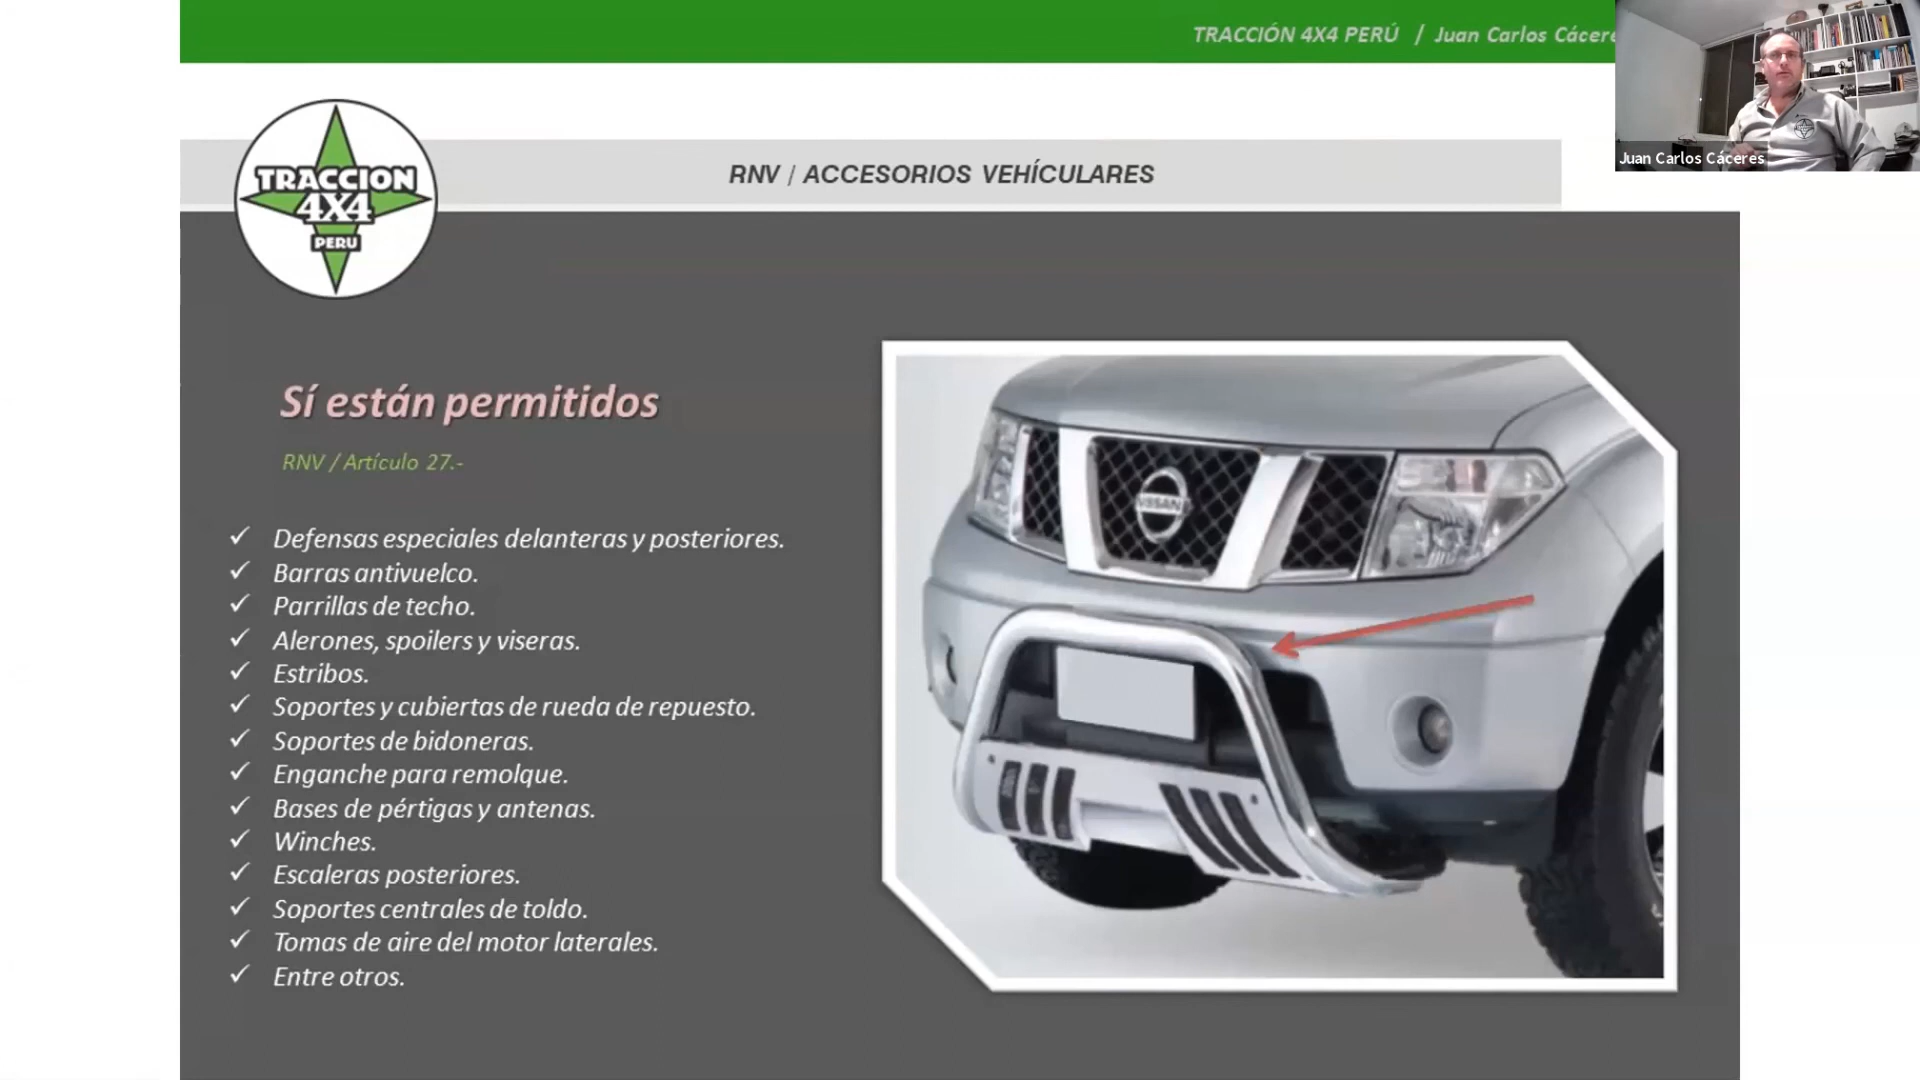 TRACCIÓN 4X4 PERÚ / Juan Carlos
Juan Carlos Cáceres
RNV / ACCESORIOS VEHÍCULARES
TRACCION
4X4
PERU
Sí están permitidos
RNV / Artículo 27.-
✓ Defensas especiales delanteras y posteriores.
✓ Barras antivuelco.
✓ Parrillas de techo.
✓ Alerones, spoilers y viseras.
✓ Estribos.
✓ Soportes y cubiertas de rueda de repuesto.
✓ Soportes de bidoneras.
✓ Enganche para remolque.
✓ Bases de pértigas y antenas.
✓ Winches.
✓ Escaleras posteriores.
✓ Soportes centrales de toldo.
✓ Tomas de aire del motor laterales.
✓ Entre otros.
NISSAN